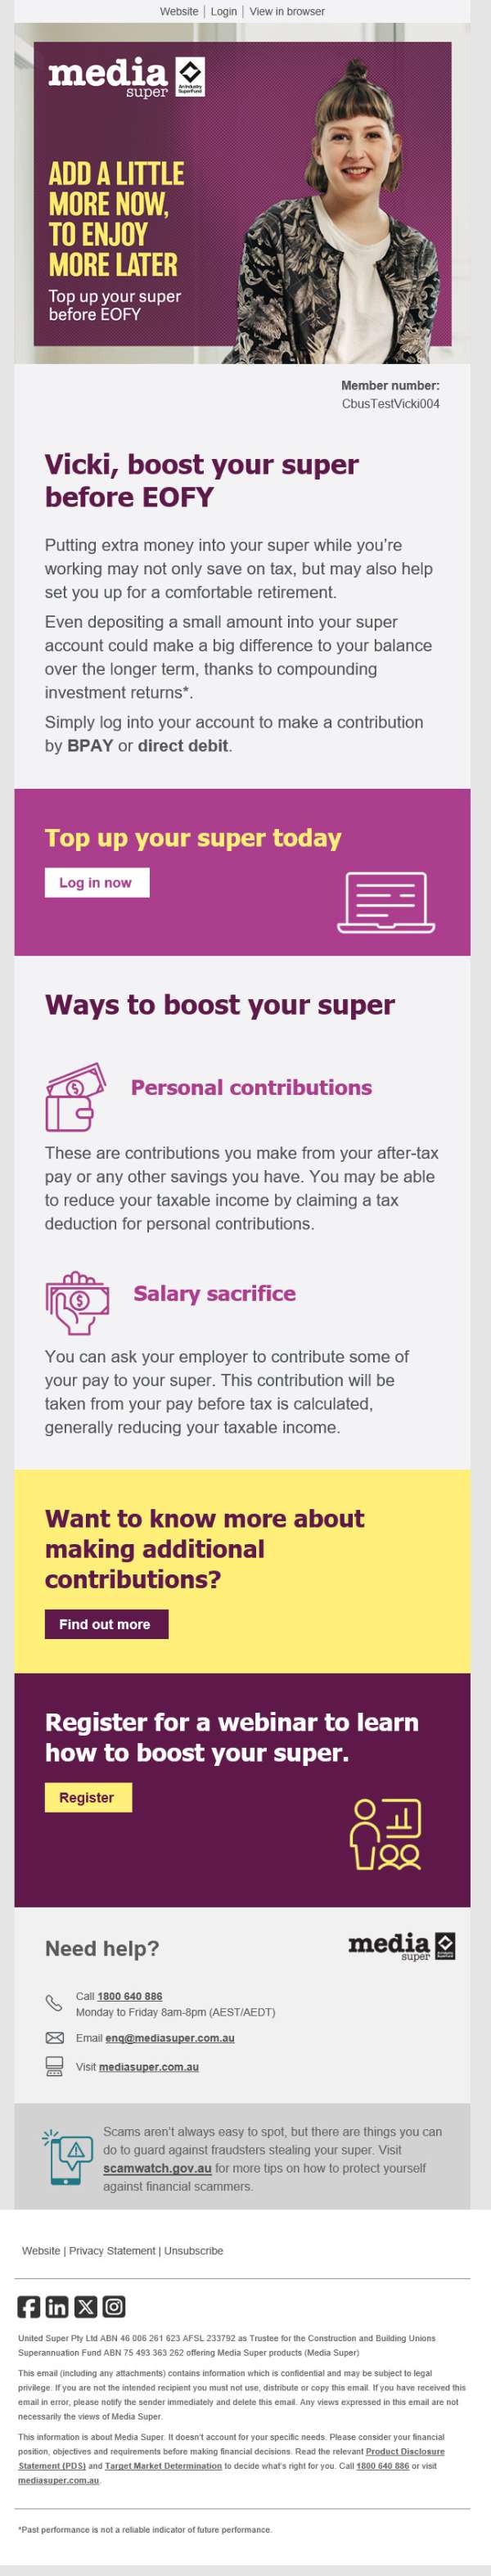 Website | Login | View in browser
media
super
An Industry
SuperFund
ADD A LITTLE
MORE NOW,
TO ENJOY
MORE LATER
Top up your super
before EOFY
Member number:
CbusTestVicki004
Vicki, boost your super
before EOFY
Putting extra money into your super while you're
working may not only save on tax, but may also help
set you up for a comfortable retirement.
Even depositing a small amount into your super
account could make a big difference to your balance
over the longer term, thanks to compounding
investment returns*.
Simply log into your account to make a contribution
by BPAY or direct debit.
Top up your super today
Log in now
Ways to boost your super
Personal contributions
These are contributions you make from your after-tax
pay or any other savings you have. You may be able
to reduce your taxable income by claiming a tax
deduction for personal contributions.
Salary sacrifice
You can ask your employer to contribute some of
your pay to your super. This contribution will be
taken from your pay before tax is calculated,
generally reducing your taxable income.
Want to know more about
making additional
contributions?
Find out more
Register for a webinar to learn
how to boost your super.
Register
Need help?
media
super
Call 1800 640 886
Monday to Friday 8am-8pm (AEST/AEDT)
Email enq@mediasuper.com.au
Visit mediasuper.com.au
Scams aren't always easy to spot, but there are things you can
do to guard against fraudsters stealing your super. Visit
scamwatch.gov.au for more tips on how to protect yourself
against financial scammers.
Website | Privacy Statement | Unsubscribe
United Super Pty Ltd ABN 46 006 261 623 AFSL 233792 as Trustee for the Construction and Building Unions
Superannuation Fund ABN 75 493 363 262 offering Media Super products (Media Super)
This email (including any attachments) contains information which is confidential and may be subject to legal
privilege. If you are not the intended recipient you must not use, distribute or copy this email. If you have received this
email in error, please notify the sender immediately and delete this email. Any views expressed in this email are not
necessarily the views of Media Super.
This information is about Media Super. It doesn't account for your specific needs. Please consider your financial
position, objectives and requirements before making financial decisions. Read the relevant Product Disclosure
Statement (PDS) and Target Market Determination to decide what's right for you. Call 1800 640 886 or visit
mediasuper.com.au.
*Past performance is not a reliable indicator of future performance.